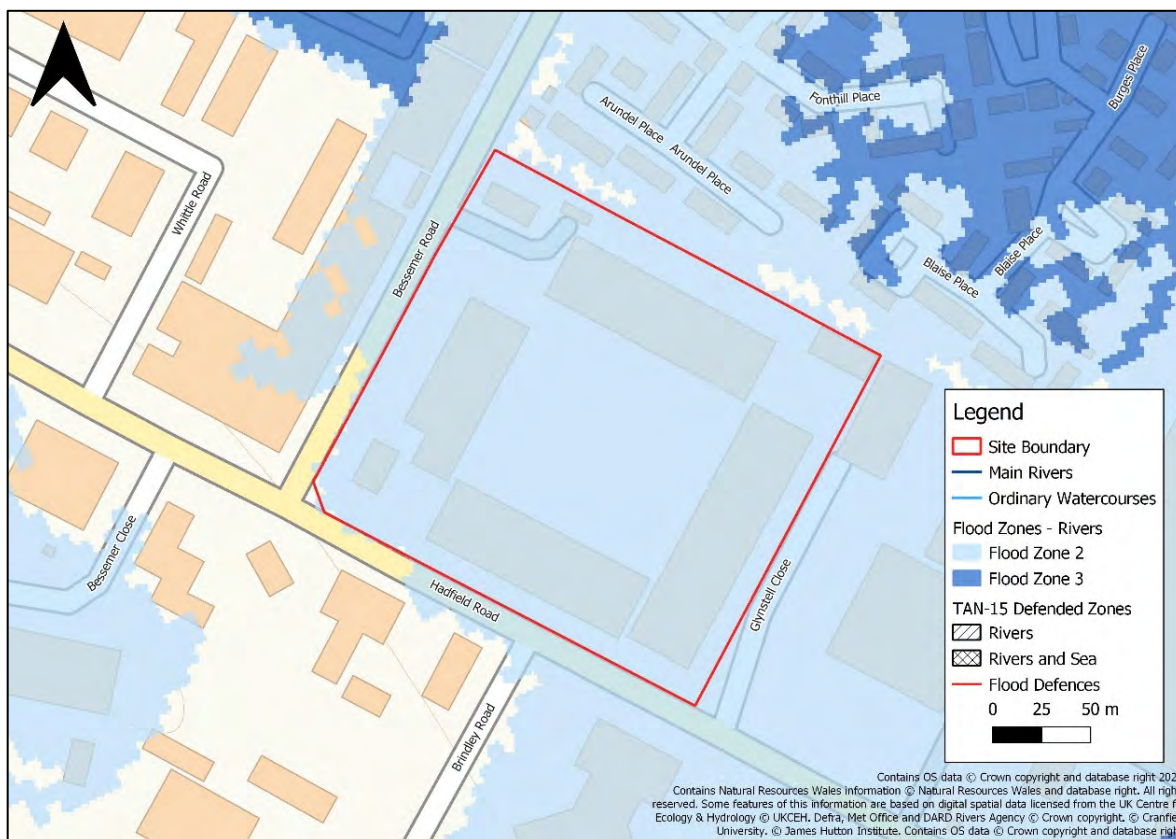 Whittle Road
Bessemer Road
Arundel Place
Arundel Place
Fonthill Place
Burges Place
Blaise Place
Blaise Place
Bessemer Close
Hadfield Road
Brindley Road
Glynstell Close
Legend
Site Boundary
Main Rivers
Ordinary Watercourses
Flood Zones - Rivers
Flood Zone 2
Flood Zone 3
TAN-15 Defended Zones
Rivers
Rivers and Sea
Flood Defences
0 25 50 m
Contains OS data © Crown copyright and database right 202
Contains Natural Resources Wales information © Natural Resources Wales and database right. All righ
reserved. Some features of this information are based on digital spatial data licensed from the UK Centre f
Ecology & Hydrology © UKCEH. Defra, Met Office and DARD Rivers Agency © Crown copyright. © Cranfi
University. © James Hutton Institute. Contains OS data © Crown copyright and database righ